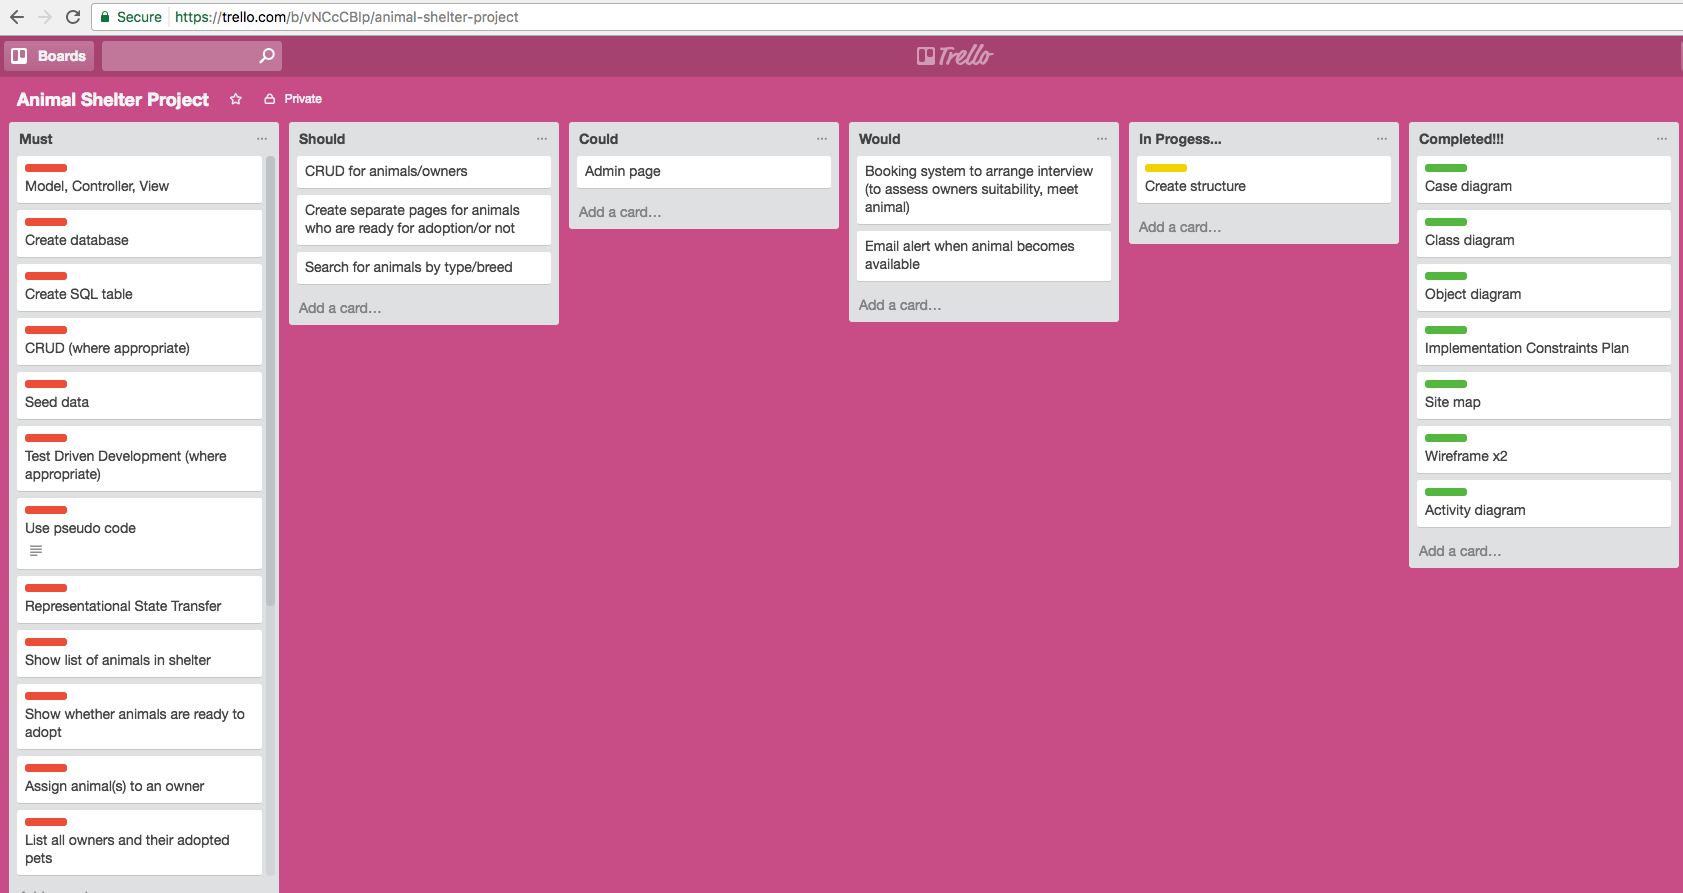 Secure https://trello.com/b/vNCcCBlp/animal-shelter-project
Boards
Trello
Animal Shelter Project Private
Must
Model, Controller, View
Create database
Create SQL table
CRUD (where appropriate)
Seed data
Test Driven Development (where
appropriate)
Use pseudo code
Representational State Transfer
Show list of animals in shelter
Show whether animals are ready to
adopt
Assign animal(s) to an owner
List all owners and their adopted
pets
Should
CRUD for animals/owners
Create separate pages for animals
who are ready for adoption/or not
Search for animals by type/breed
Add a card...
Could
Admin page
Add a card...
Would
Booking system to arrange interview
(to assess owners suitability, meet
animal)
Email alert when animal becomes
available
Add a card...
In Progess...
Create structure
Add a card...
Completed!!!
Case diagram
Class diagram
Object diagram
Implementation Constraints Plan
Site map
Wireframe x2
Activity diagram
Add a card...